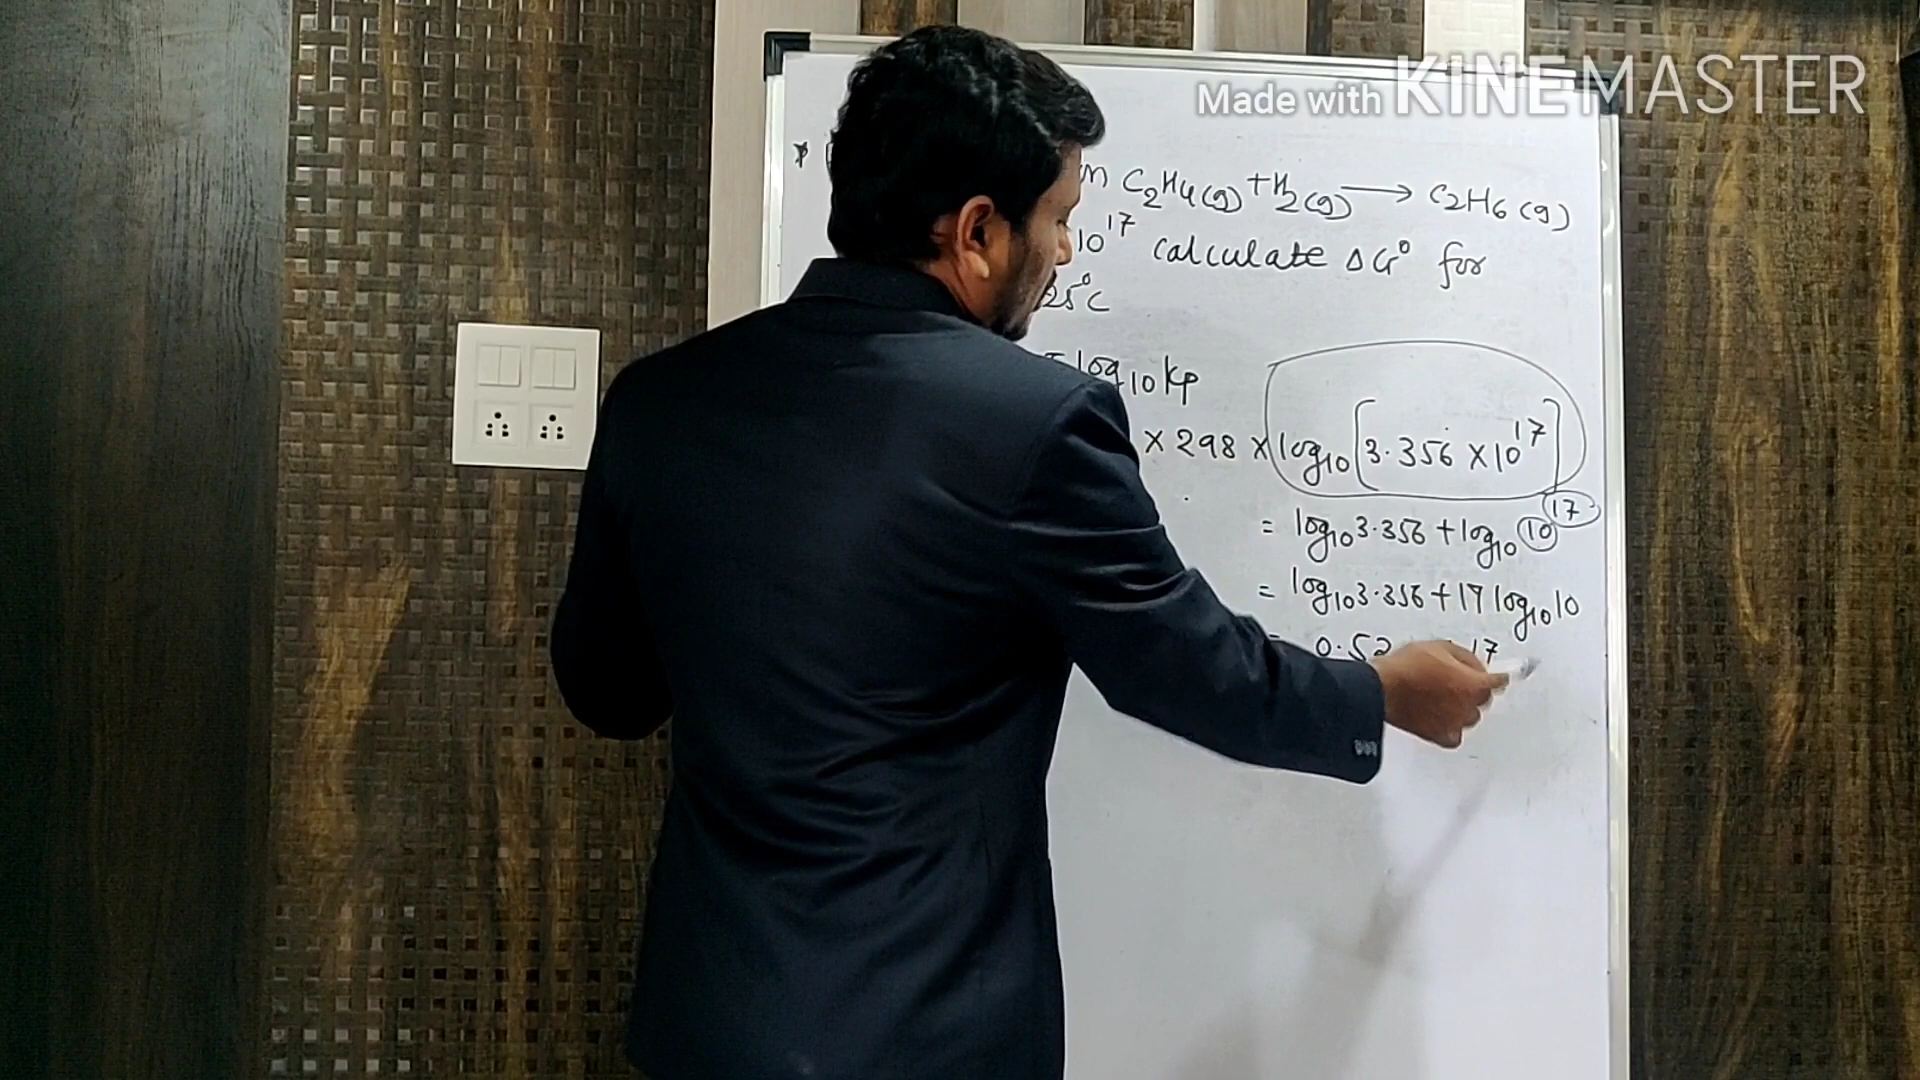 Made with KINEMASTER
C2H4(g) + H2(g) → C2H6(g)
10^17 calculate ΔG° for
25°C
log10 Kp
× 298 × log10 [3.356 × 10^17]
= log10 3.356 + log10 10^17
= log10 3.356 + 17 log10 10
0.52 17